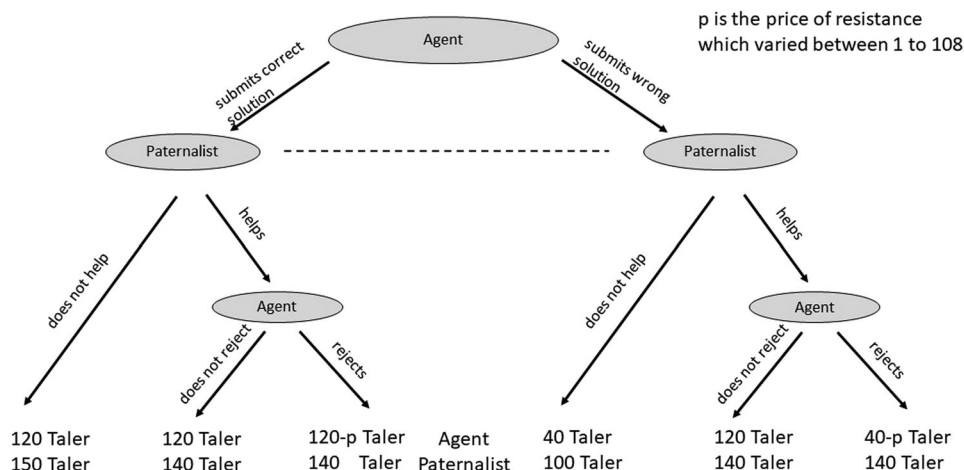 p is the price of resistance
which varied between 1 to 108
Agent
submits correct
solution
submits wrong
solution
Paternalist
Paternalist
does not help
helps
does not help
helps
Agent
Agent
does not reject
rejects
does not reject
rejects
120 Taler 120 Taler 120-p Taler Agent 40 Taler 120 Taler 40-p Taler
150 Taler 140 Taler 140 Taler Paternalist 100 Taler 140 Taler 140 Taler